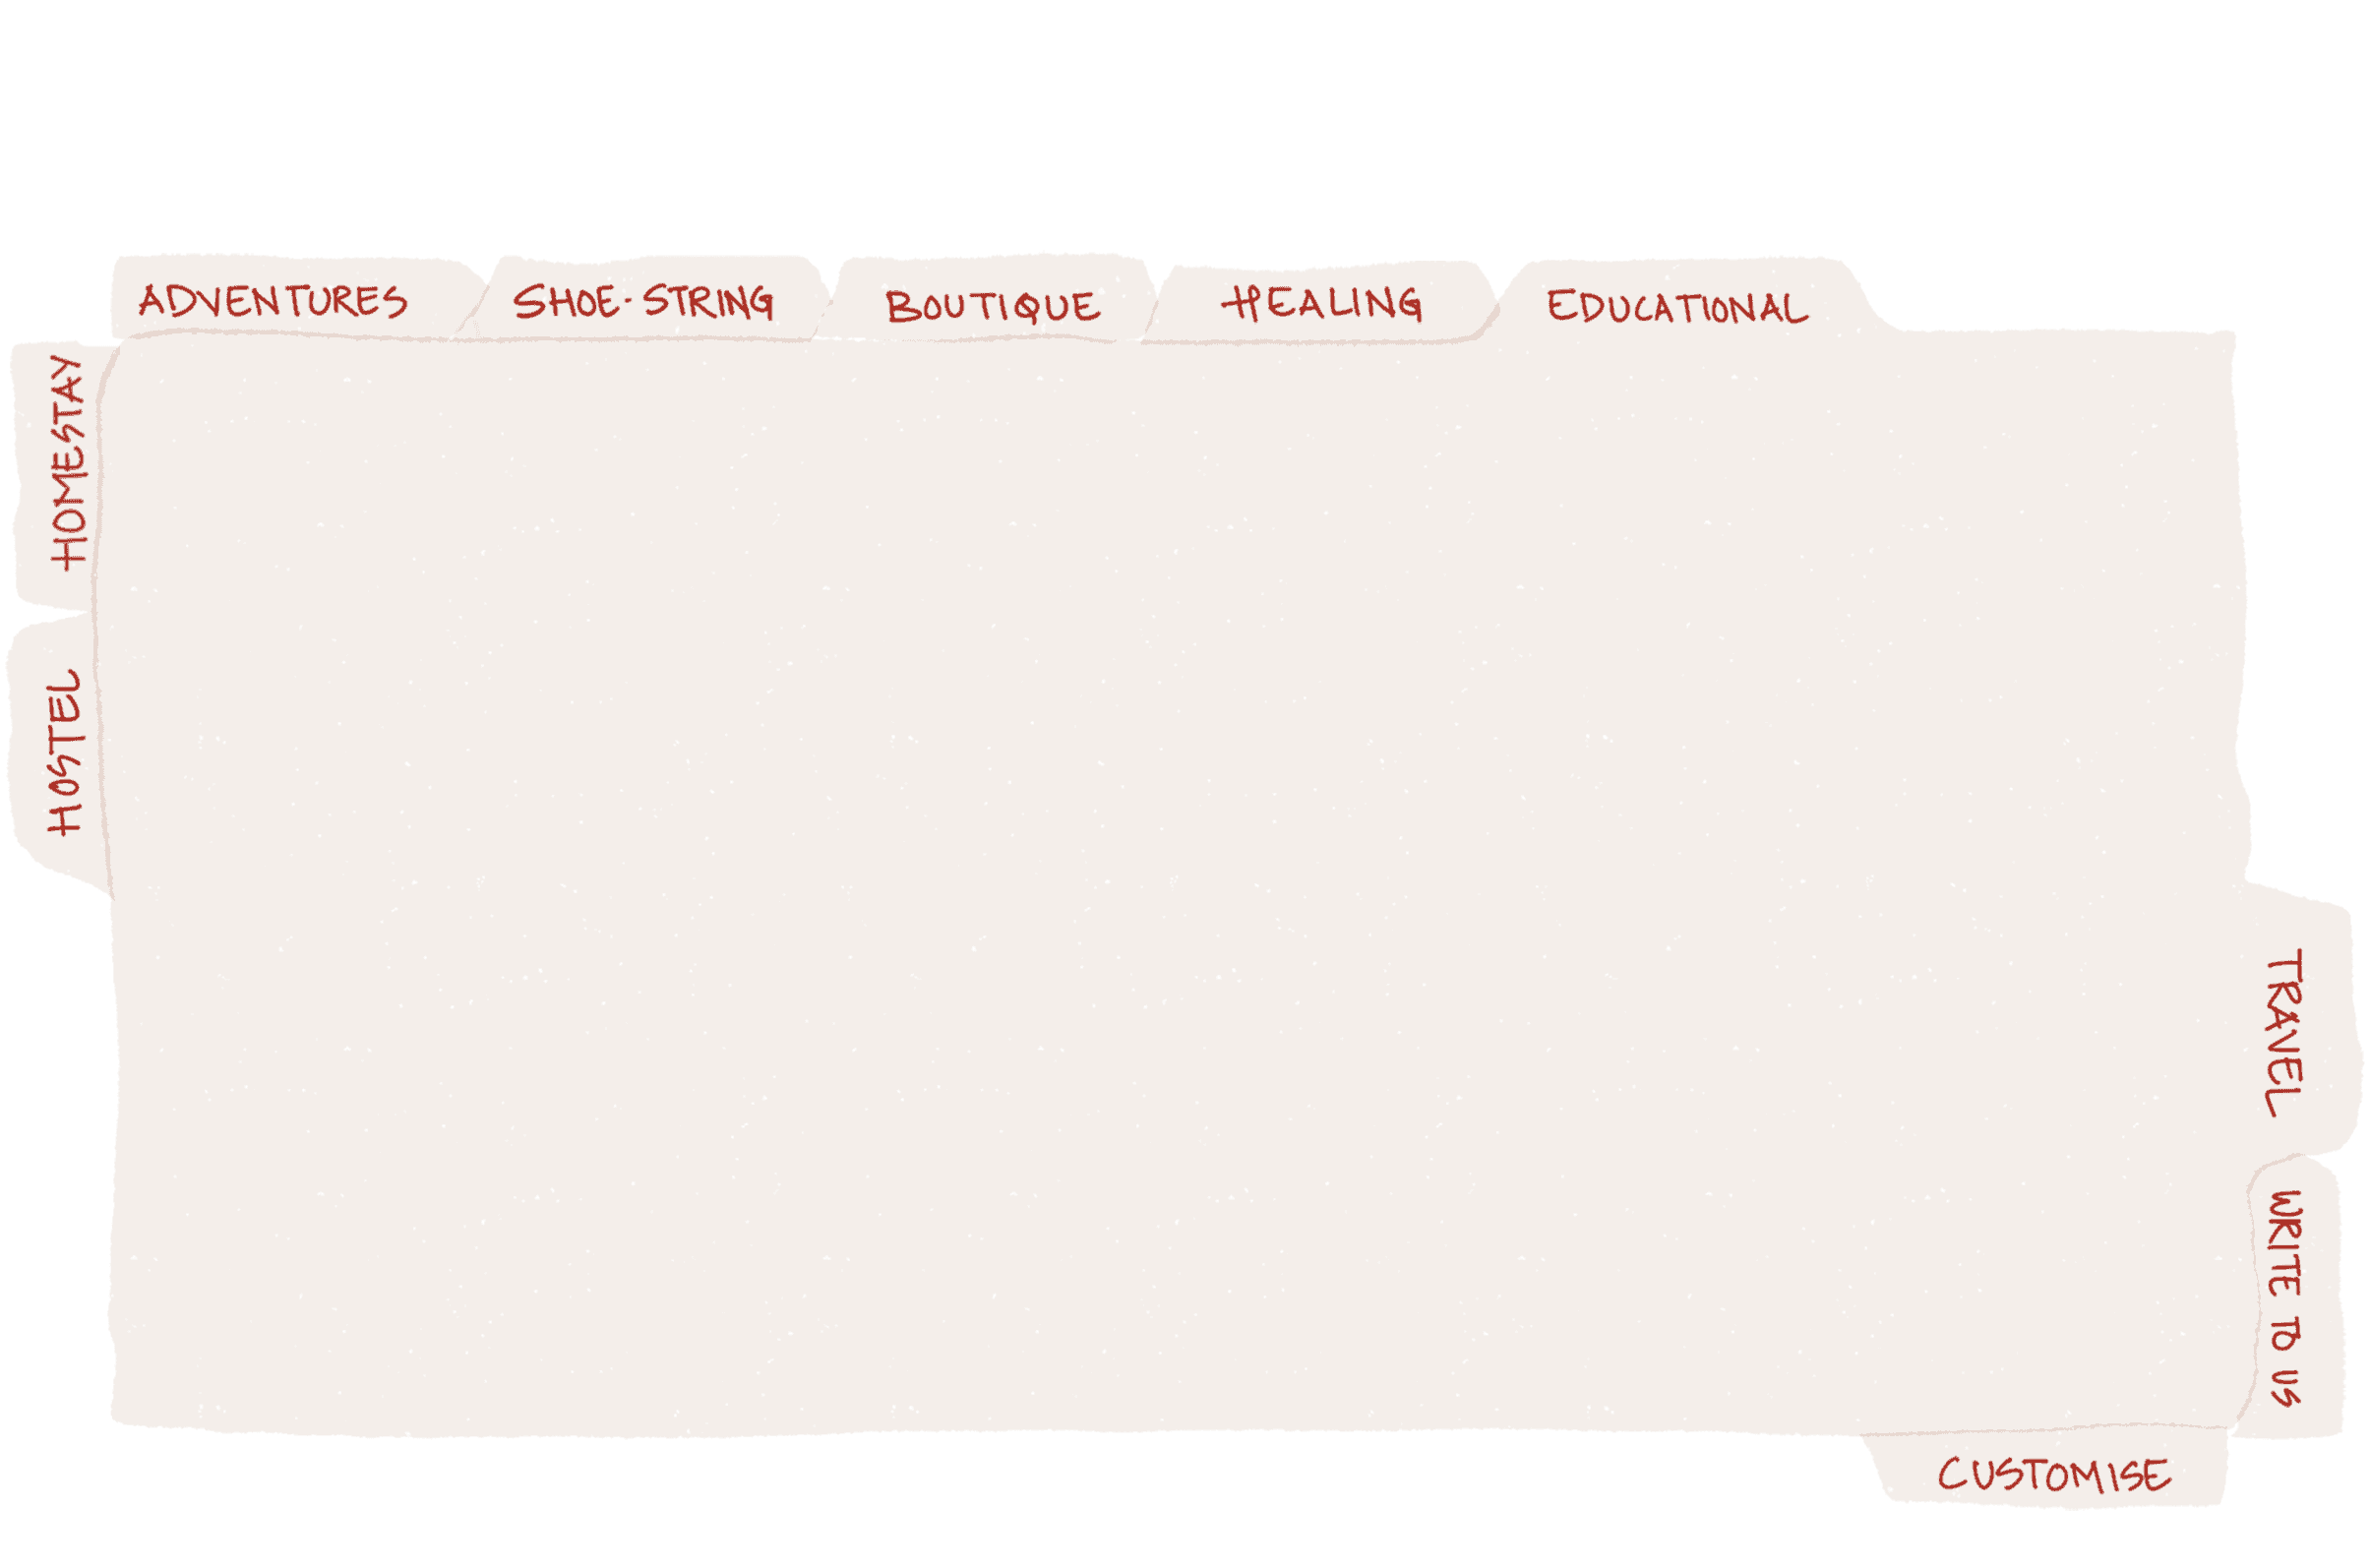 ADVENTURES
SHOE-STRING
BOUTIQUE
HEALING
EDUCATIONAL
HOMESTAY
HOSTEL
TRAVEL
WRITE TO US
CUSTOMISE